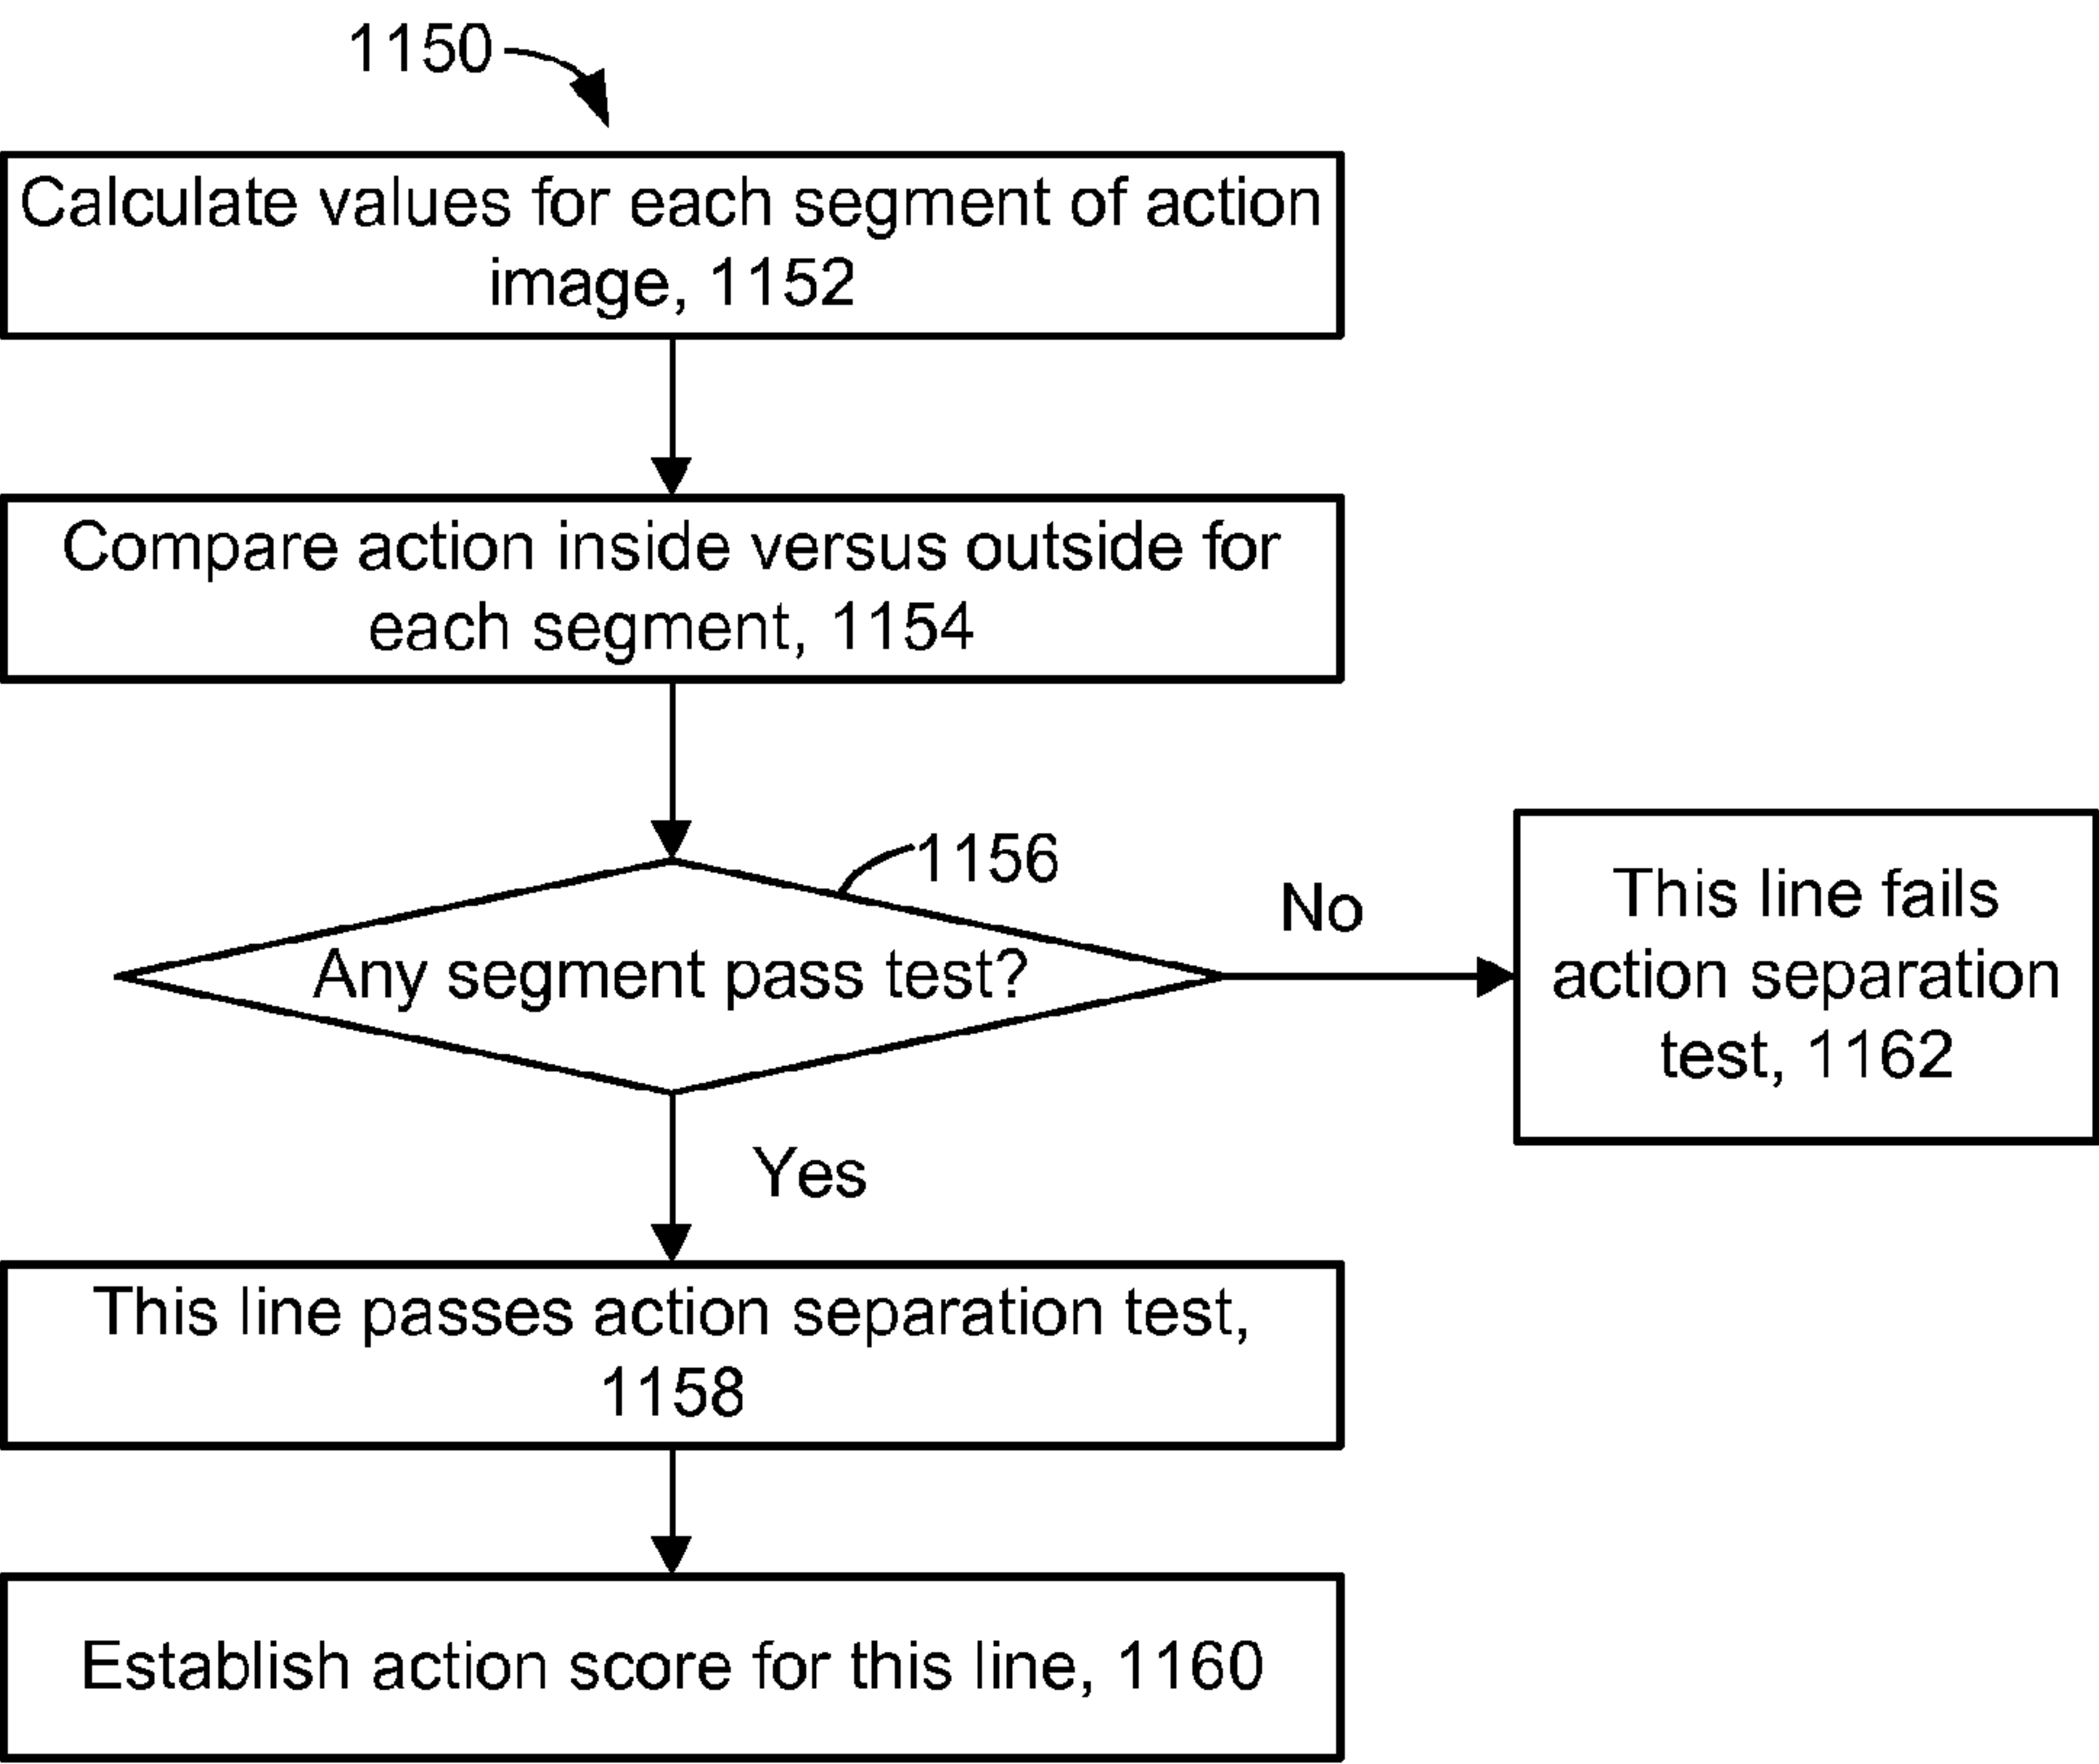 1150
Calculate values for each segment of action
image, 1152
Compare action inside versus outside for
each segment, 1154
1156
Any segment pass test?
No
This line fails
action separation
test, 1162
Yes
This line passes action separation test,
1158
Establish action score for this line, 1160